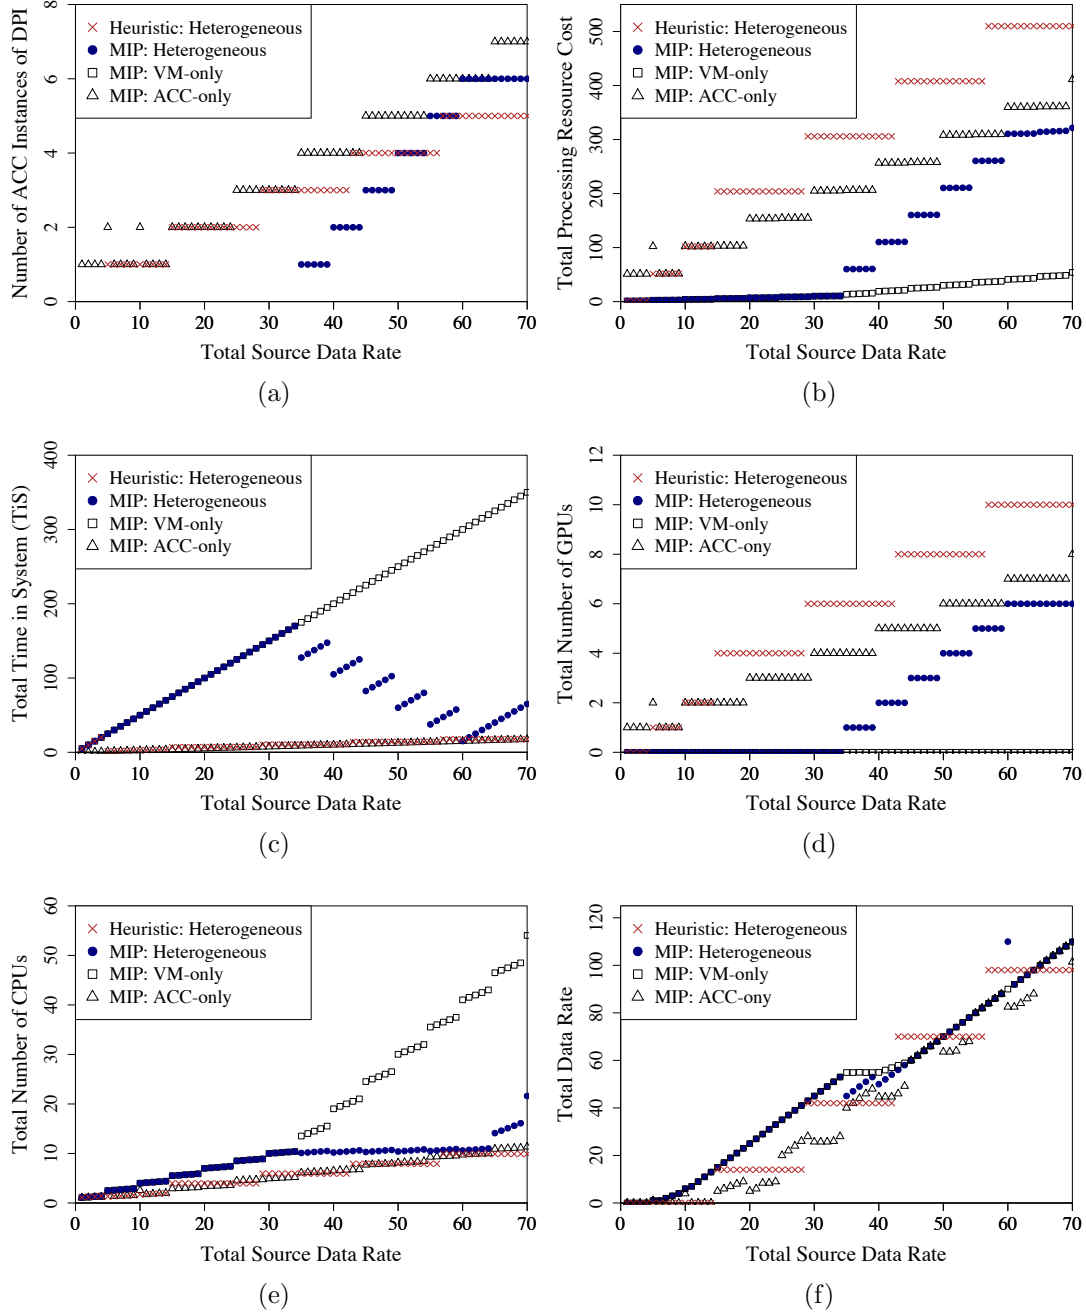 Number of ACC Instances of DPI
8
6
4
2
0
Heuristic: Heterogeneous
MIP: Heterogeneous
MIP: VM-only
MIP: ACC-only
0 10 20 30 40 50 60 70
Total Source Data Rate
(a)
Total Processing Resource Cost
500
400
300
200
100
0
Heuristic: Heterogeneous
MIP: Heterogeneous
MIP: VM-only
MIP: ACC-only
0 10 20 30 40 50 60 70
Total Source Data Rate
(b)
Total Time in System (TiS)
400
300
200
100
0
Heuristic: Heterogeneous
MIP: Heterogeneous
MIP: VM-only
MIP: ACC-only
0 10 20 30 40 50 60 70
Total Source Data Rate
(c)
Total Number of GPUs
12
10
8
6
4
2
0
Heuristic: Heterogeneous
MIP: Heterogeneous
MIP: VM-only
MIP: ACC-ony
0 10 20 30 40 50 60 70
Total Source Data Rate
(d)
Total Number of CPUs
60
50
40
30
20
10
0
Heuristic: Heterogeneous
MIP: Heterogeneous
MIP: VM-only
MIP: ACC-only
0 10 20 30 40 50 60 70
Total Source Data Rate
(e)
Total Data Rate
120
100
80
60
40
20
0
Heuristic: Heterogeneous
MIP: Heterogeneous
MIP: VM-only
MIP: ACC-ony
0 10 20 30 40 50 60 70
Total Source Data Rate
(f)